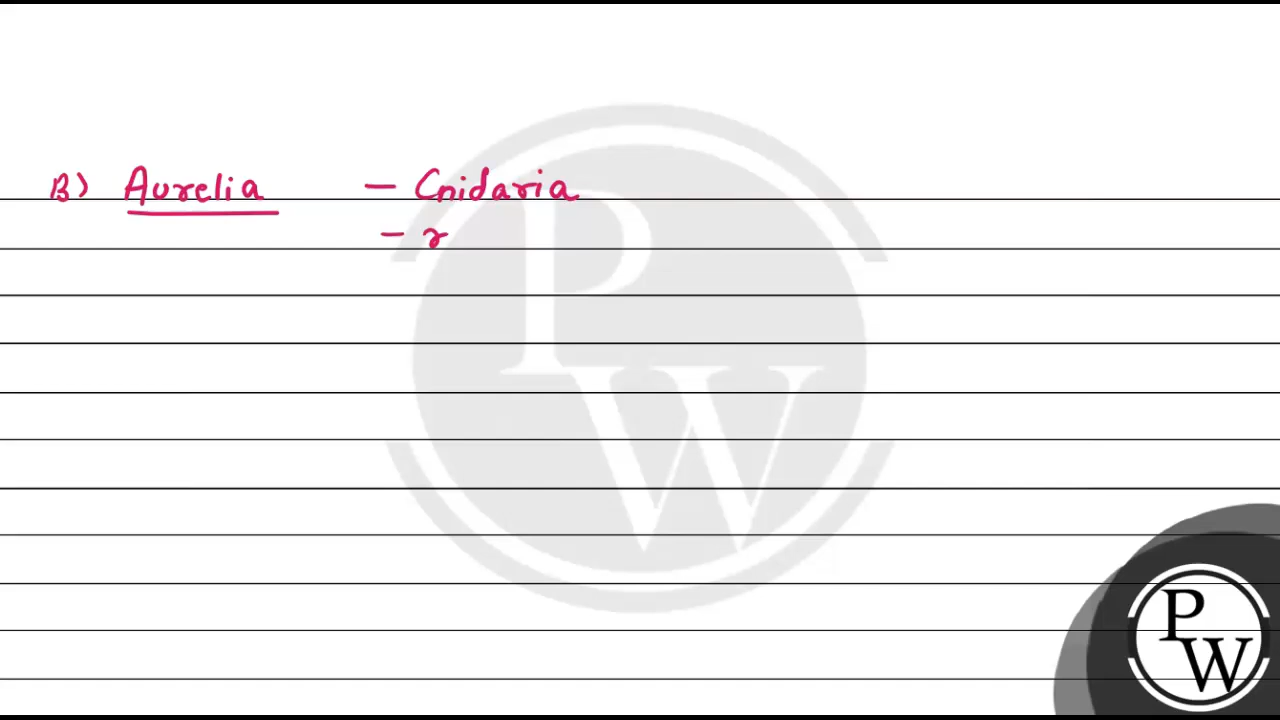 B) Aurelia — Cnidaria
— r
P
W
P
W